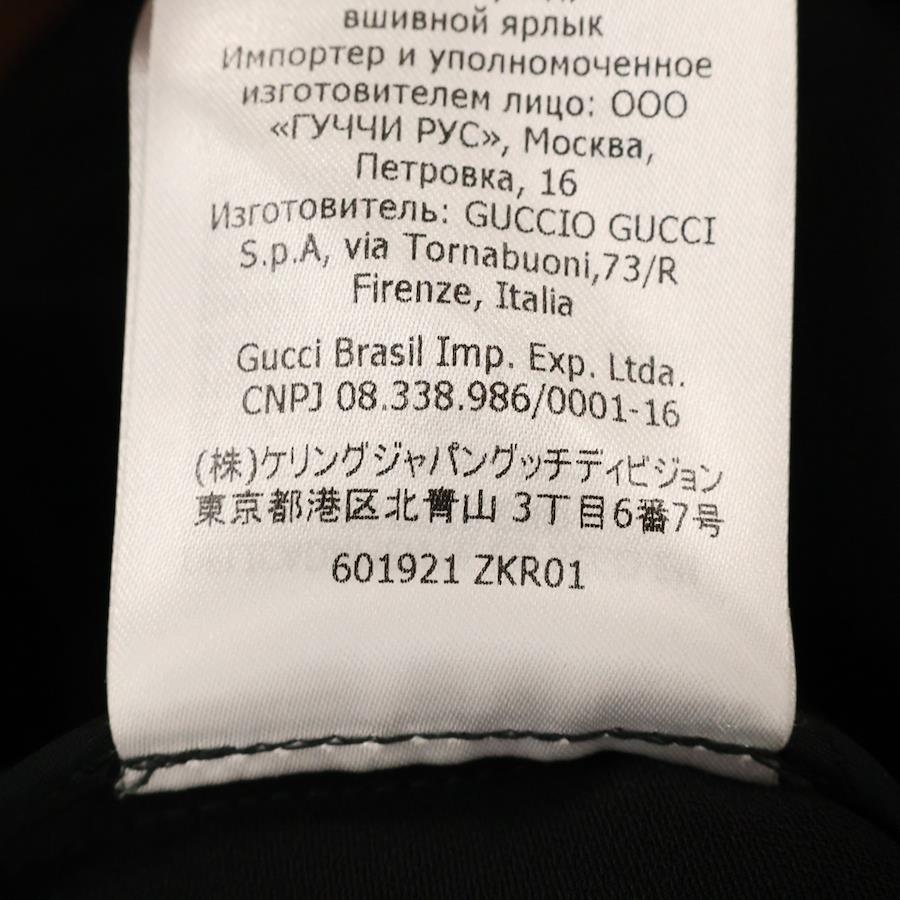 вшивной ярлык
Импортер и уполномоченное
изготовителем лицо: ООО
«ГУЧЧИ РУС», Москва,
Петровка, 16
Изготовитель: GUCCIO GUCCI
S.p.A, via Tornabuoni,73/R
Firenze, Italia
Gucci Brasil Imp. Exp. Ltda.
CNPJ 08.338.986/0001-16
(株)ケリングジャパングッチディビジョン
東京都港区北青山 3丁目6番7号
601921 ZKR01